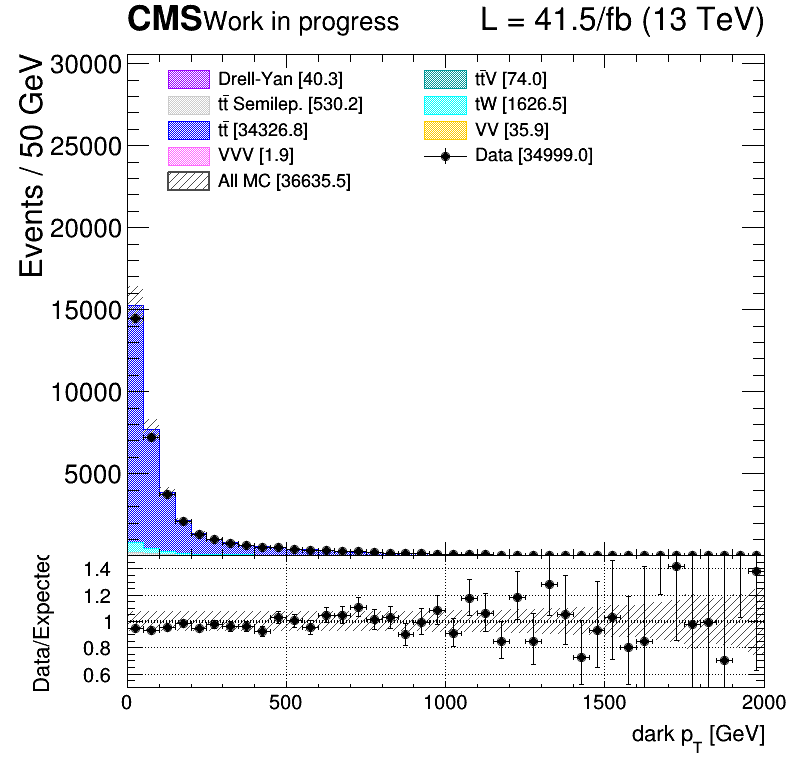 CMS Work in progress L = 41.5/fb (13 TeV)
Events / 50 GeV
30000
25000
20000
15000
10000
5000
Drell-Yan [40.3]
tt̄ Semilep. [530.2]
tt̄ [34326.8]
VVV [1.9]
All MC [36635.5]
tt̄V [74.0]
tW [1626.5]
VV [35.9]
Data [34999.0]
Data/Expected
1.4
1.2
1
0.8
0.6
0 500 1000 1500 2000
dark p_T [GeV]